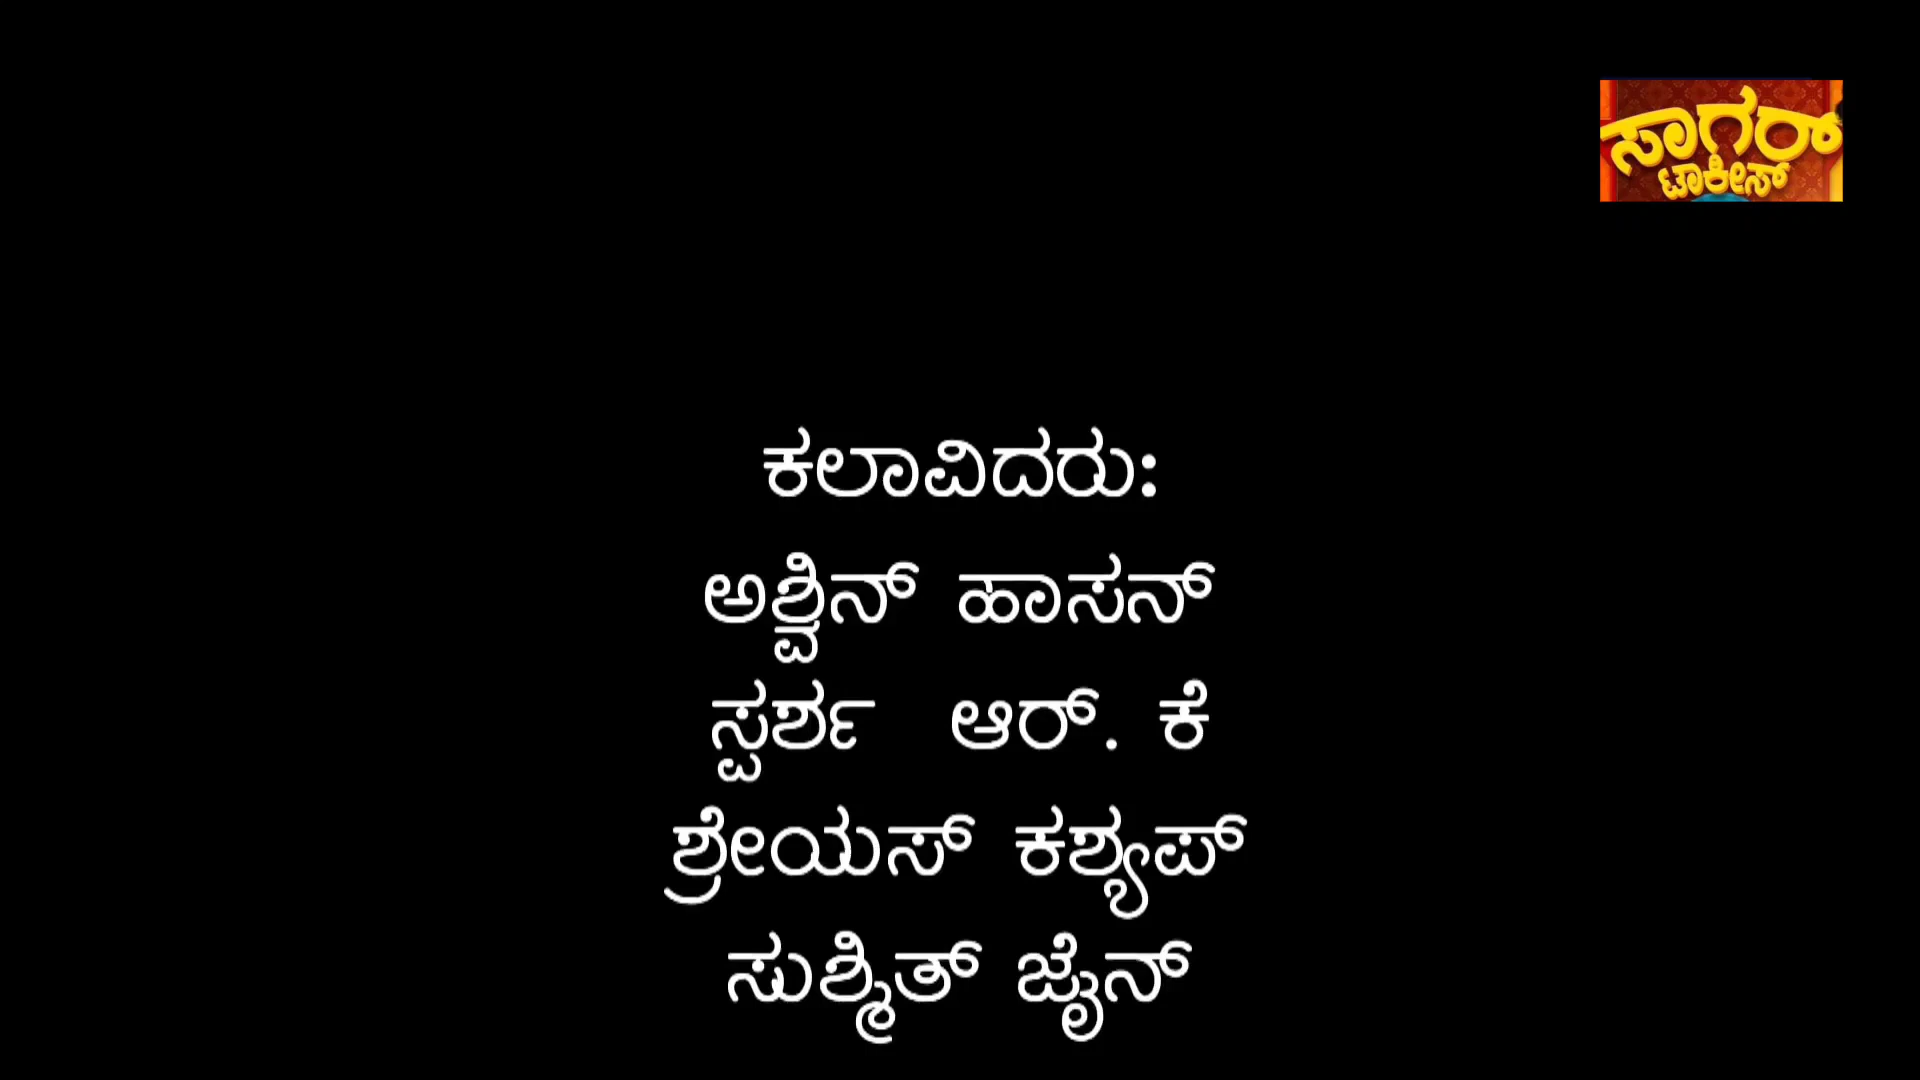 ಸಾಗರ್
ಟಾಕೀಸ್
ಕಲಾವಿದರು:
ಅಶ್ವಿನ್ ಹಾಸನ್
ಸ್ಪರ್ಶ ಆರ್. ಕೆ
ಶ್ರೇಯಸ್ ಕಶ್ಯಪ್
ಸುಶ್ಮಿತ್ ಜೈನ್